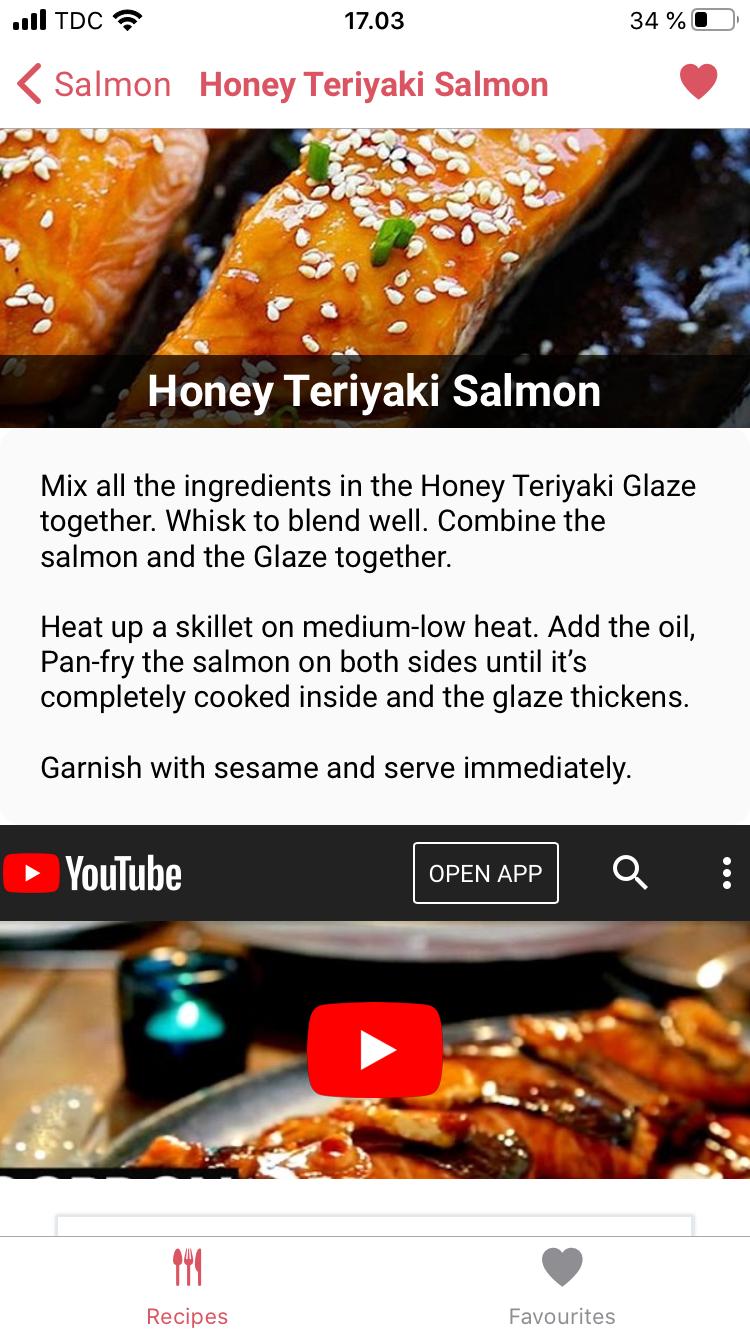 TDC 17.03 34 %
Salmon Honey Teriyaki Salmon
Honey Teriyaki Salmon
Mix all the ingredients in the Honey Teriyaki Glaze
together. Whisk to blend well. Combine the
salmon and the Glaze together.
Heat up a skillet on medium-low heat. Add the oil,
Pan-fry the salmon on both sides until it’s
completely cooked inside and the glaze thickens.
Garnish with sesame and serve immediately.
YouTube OPEN APP
Recipes Favourites